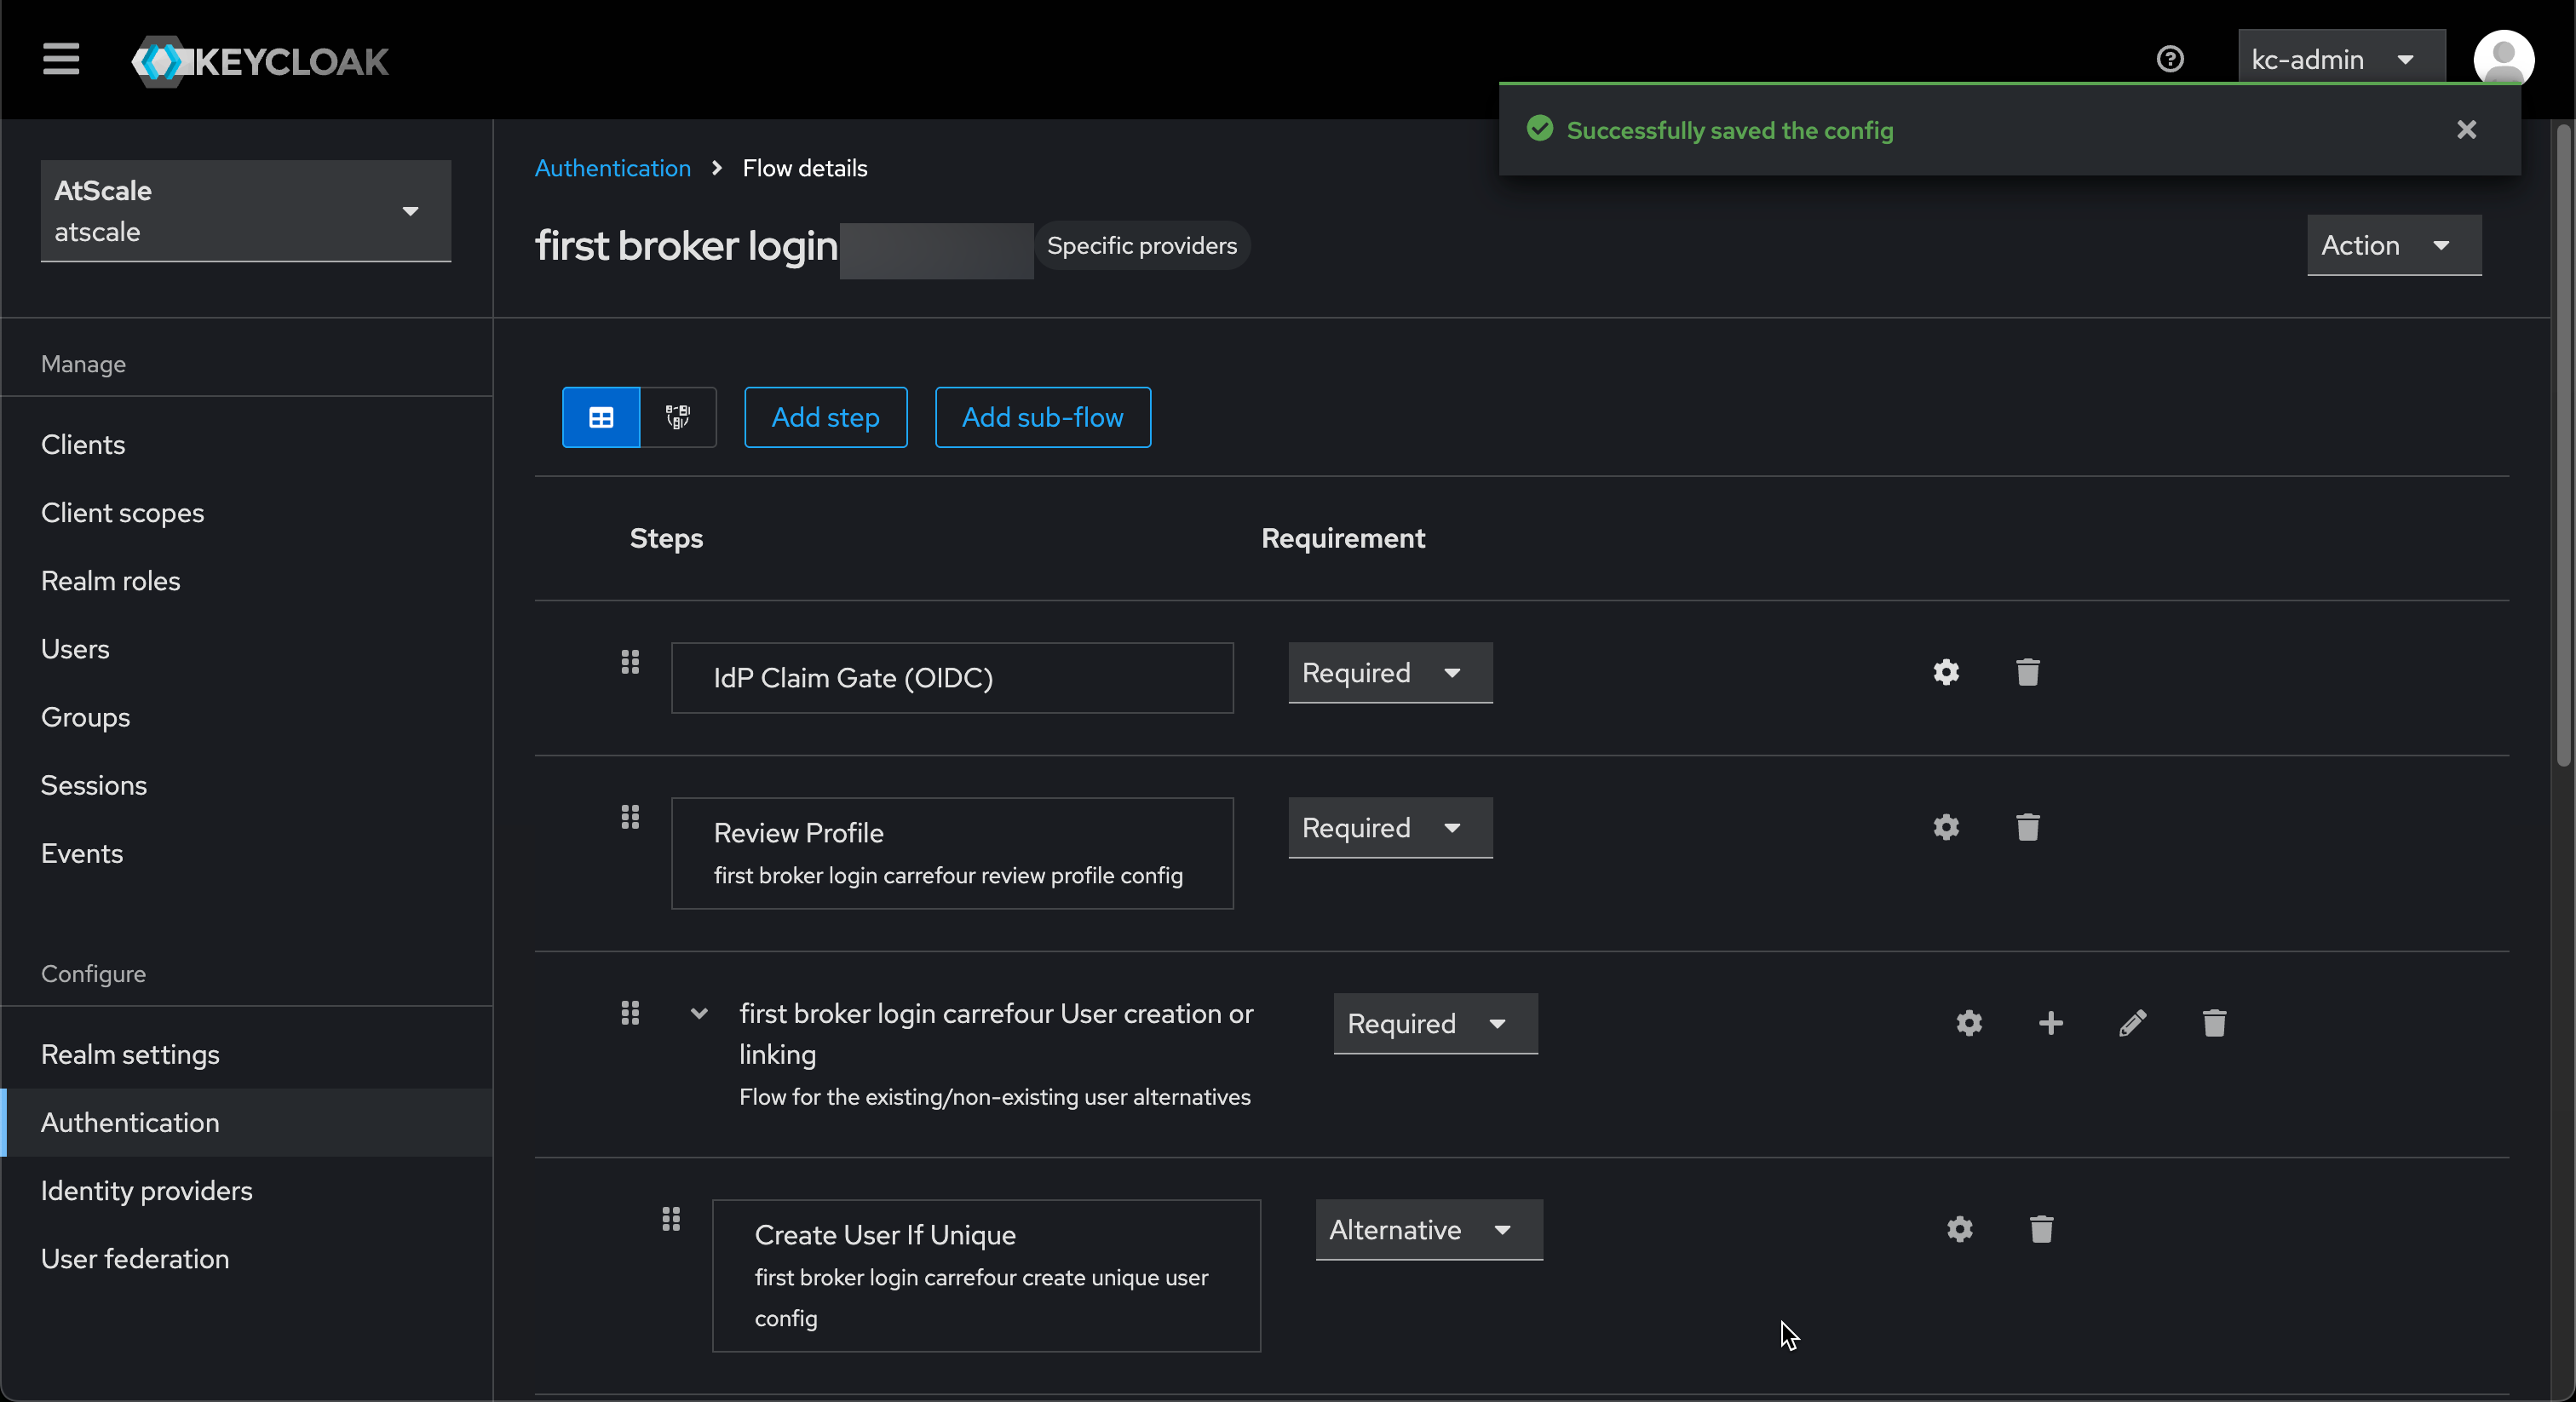 KEYCLOAK
kc-admin
Successfully saved the config
AtScale
atscale
Manage
Clients
Client scopes
Realm roles
Users
Groups
Sessions
Events
Configure
Realm settings
Authentication
Identity providers
User federation
Authentication > Flow details
first broker login
Specific providers
Action
Add step
Add sub-flow
Steps
Requirement
IdP Claim Gate (OIDC)
Required
Review Profile
first broker login carrefour review profile config
Required
first broker login carrefour User creation or
linking
Flow for the existing/non-existing user alternatives
Required
Create User If Unique
first broker login carrefour create unique user
config
Alternative